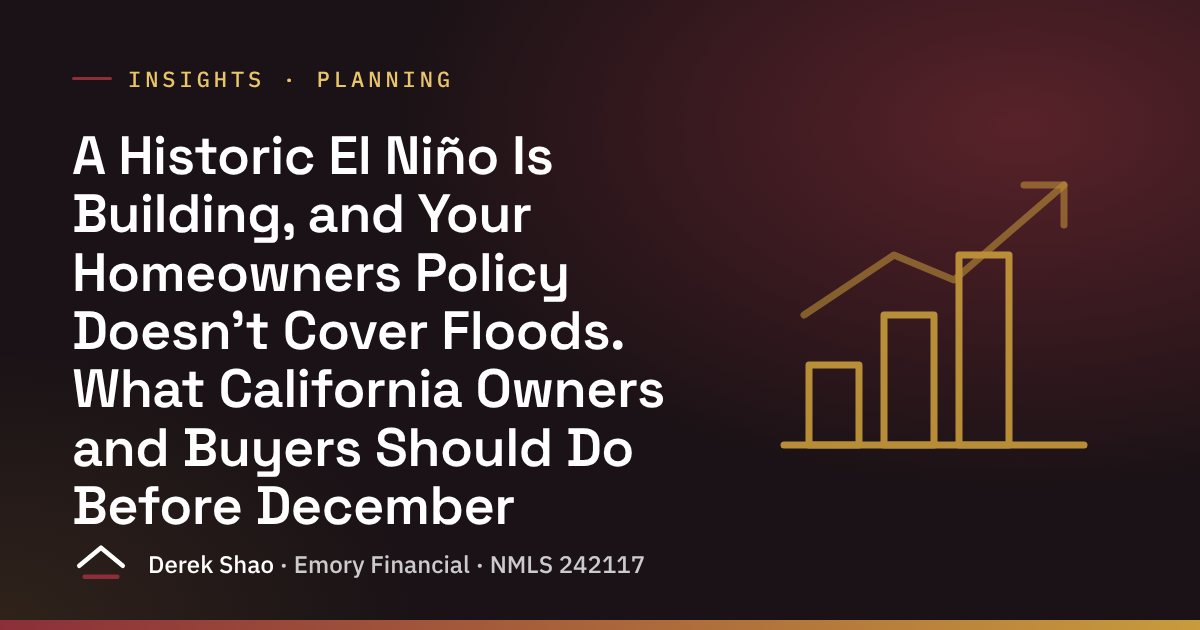 INSIGHTS · PLANNING
A Historic El Niño Is
Building, and Your
Homeowners Policy
Doesn’t Cover Floods.
What California Owners
and Buyers Should Do
Before December
Derek Shao · Emory Financial · NMLS 242117